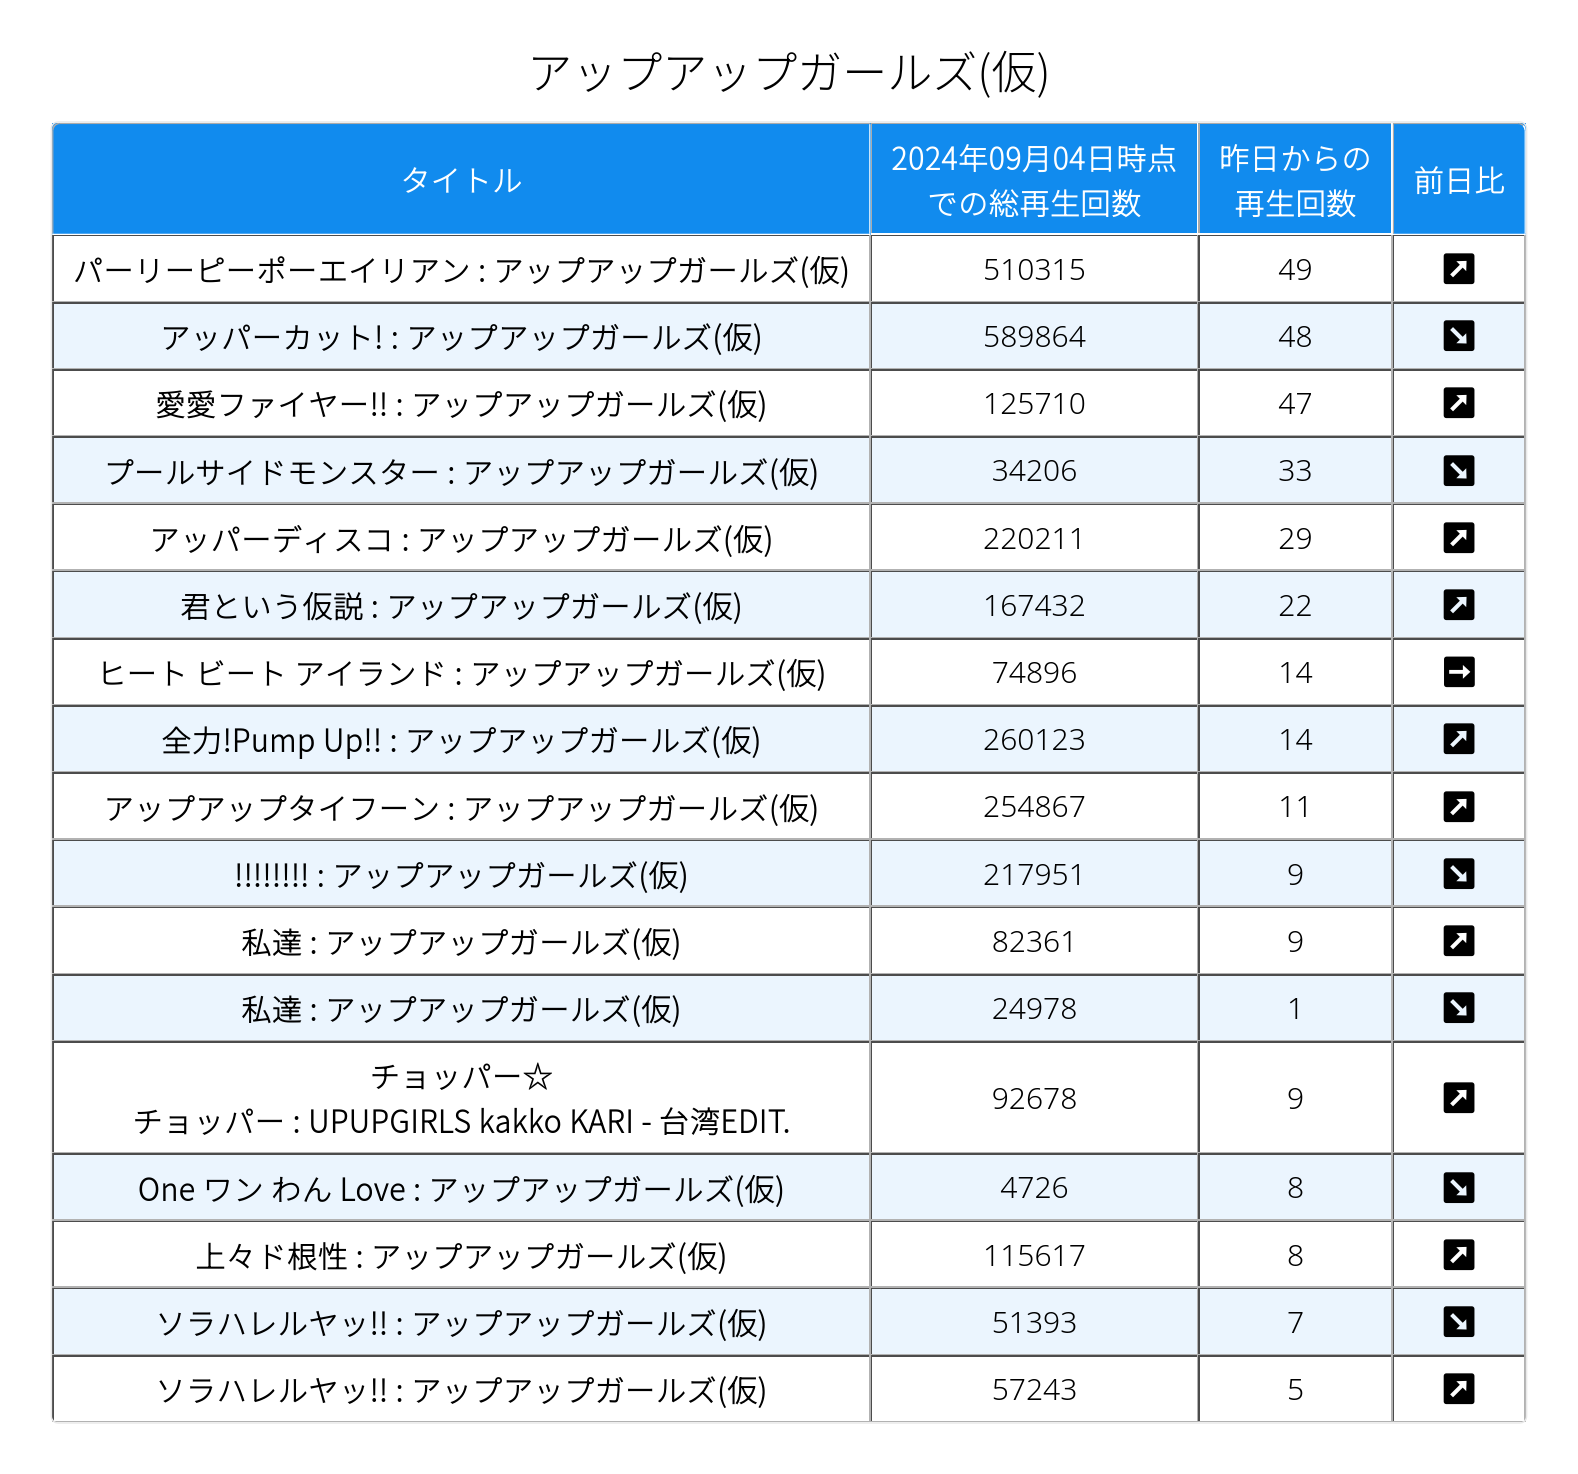 アップアップガールズ(仮)
タイトル
2024年09月04日時点
での総再生回数
昨日からの
再生回数
前日比
パーリーピーポーエイリアン : アップアップガールズ(仮) 510315 49
アッパーカット! : アップアップガールズ(仮) 589864 48
愛愛ファイヤー!! : アップアップガールズ(仮) 125710 47
プールサイドモンスター : アップアップガールズ(仮) 34206 33
アッパーディスコ : アップアップガールズ(仮) 220211 29
君という仮説 : アップアップガールズ(仮) 167432 22
ヒート ビート アイランド : アップアップガールズ(仮) 74896 14
全力!Pump Up!! : アップアップガールズ(仮) 260123 14
アップアップタイフーン : アップアップガールズ(仮) 254867 11
!!!!!!!! : アップアップガールズ(仮) 217951 9
私達 : アップアップガールズ(仮) 82361 9
私達 : アップアップガールズ(仮) 24978 1
チョッパー☆
チョッパー : UPUPGIRLS kakko KARI - 台湾EDIT. 92678 9
One ワン わん Love : アップアップガールズ(仮) 4726 8
上々ド根性 : アップアップガールズ(仮) 115617 8
ソラハレルヤッ!! : アップアップガールズ(仮) 51393 7
ソラハレルヤッ!! : アップアップガールズ(仮) 57243 5